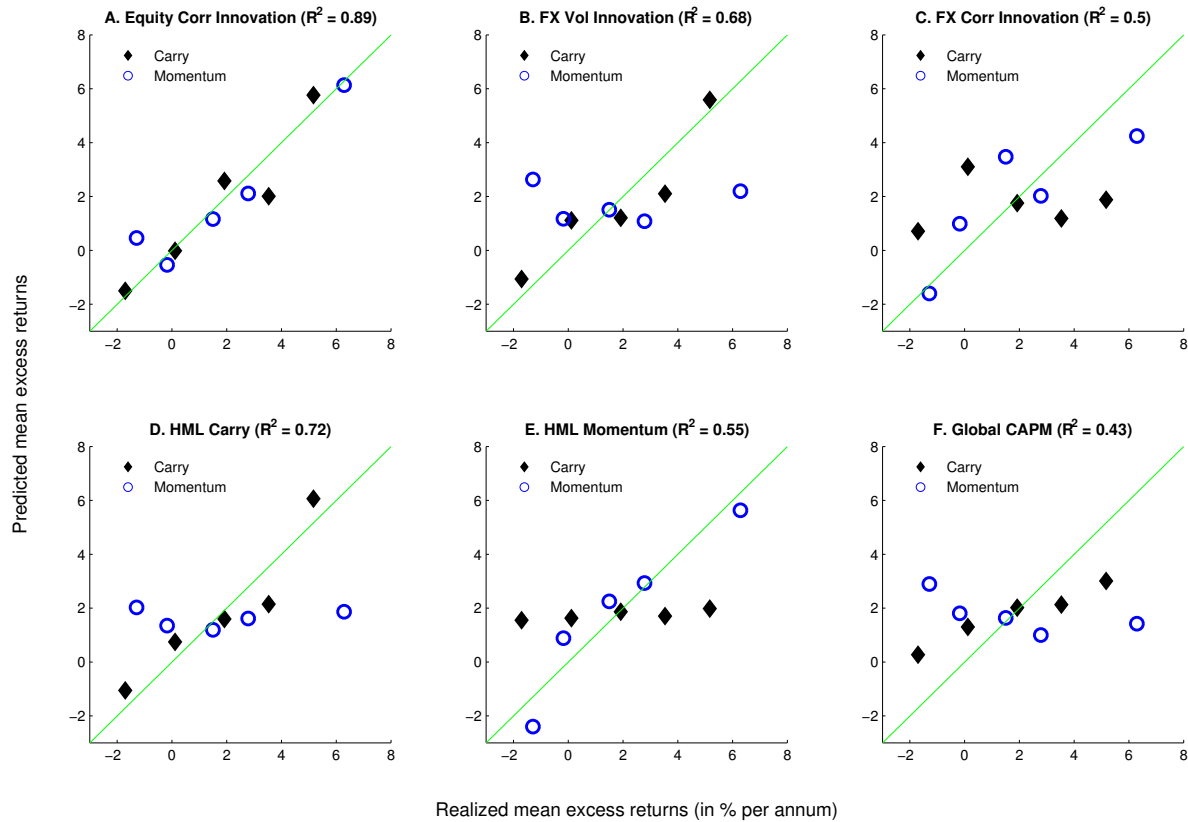 A. Equity Corr Innovation (R² = 0.89)
8
6
4
2
0
−2
−2 0 2 4 6 8
Carry
Momentum
B. FX Vol Innovation (R² = 0.68)
8
6
4
2
0
−2
−2 0 2 4 6 8
Carry
Momentum
C. FX Corr Innovation (R² = 0.5)
8
6
4
2
0
−2
−2 0 2 4 6 8
Carry
Momentum
Predicted mean excess returns
D. HML Carry (R² = 0.72)
8
6
4
2
0
−2
−2 0 2 4 6 8
Carry
Momentum
E. HML Momentum (R² = 0.55)
8
6
4
2
0
−2
−2 0 2 4 6 8
Carry
Momentum
F. Global CAPM (R² = 0.43)
8
6
4
2
0
−2
−2 0 2 4 6 8
Carry
Momentum
Realized mean excess returns (in % per annum)